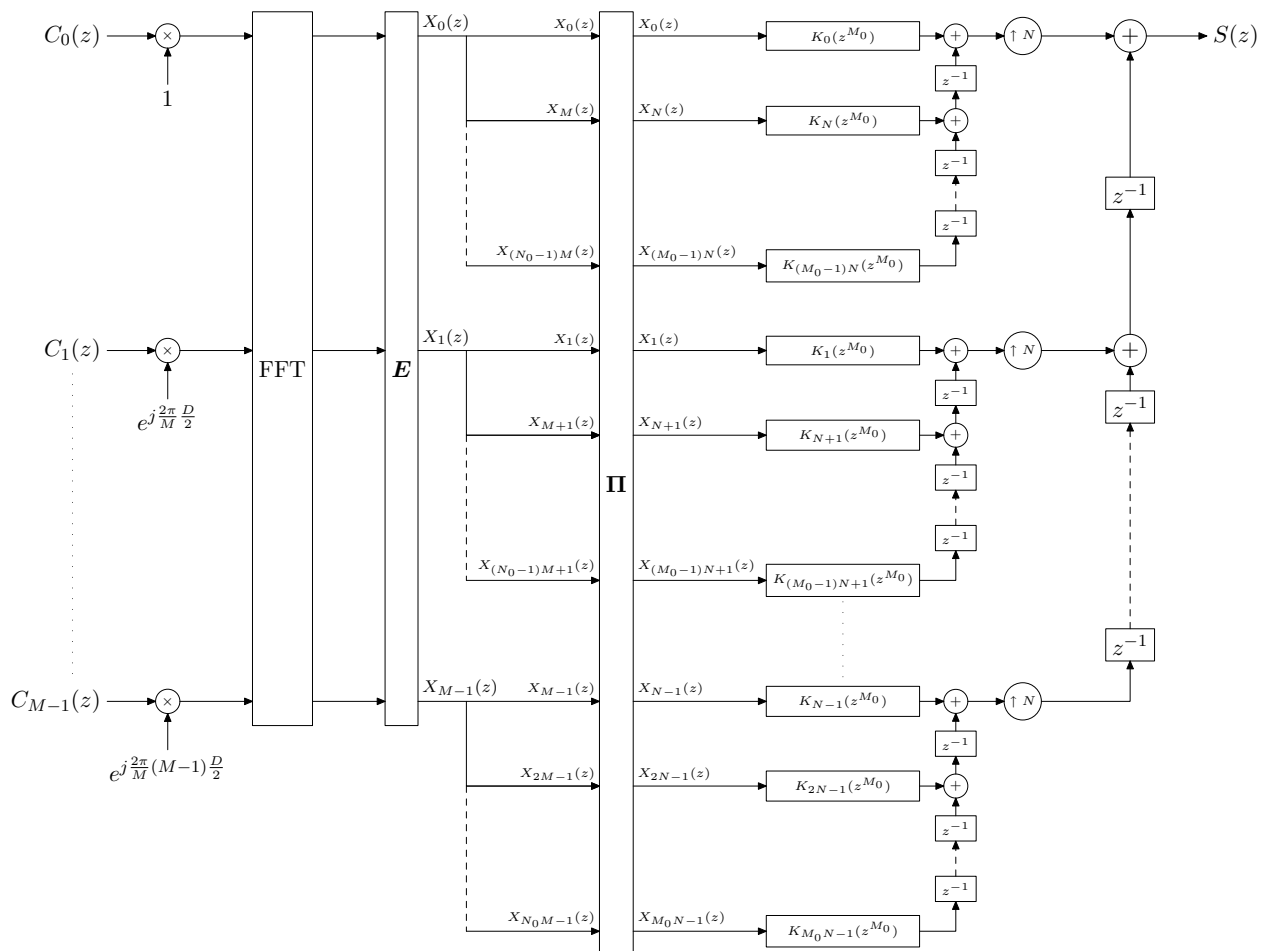 C_0(z) × X_0(z) X_0(z) X_0(z) K_0(z^{M_0}) + ↑ N + S(z)
1
z^{-1}
X_M(z) X_N(z) K_N(z^{M_0}) +
z^{-1}
z^{-1}
z^{-1}
X_{(N_0−1)M}(z) X_{(M_0−1)N}(z) K_{(M_0−1)N}(z^{M_0})
C_1(z) × X_1(z) X_1(z) X_1(z) K_1(z^{M_0}) + ↑ N +
FFT E
e^{j\frac{2π}{M}\frac{D}{2}}
z^{-1} z^{-1}
X_{M+1}(z) X_{N+1}(z) K_{N+1}(z^{M_0}) +
z^{-1}
Π
z^{-1}
X_{(N_0−1)M+1}(z) X_{(M_0−1)N+1}(z) K_{(M_0−1)N+1}(z^{M_0})
z^{-1}
C_{M−1}(z) × X_{M−1}(z) X_{M−1}(z) X_{N−1}(z) K_{N−1}(z^{M_0}) + ↑ N
e^{j\frac{2π}{M}(M−1)\frac{D}{2}}
z^{-1}
X_{2M−1}(z) X_{2N−1}(z) K_{2N−1}(z^{M_0}) +
z^{-1}
z^{-1}
X_{N_0M−1}(z) X_{M_0N−1}(z) K_{M_0N−1}(z^{M_0})